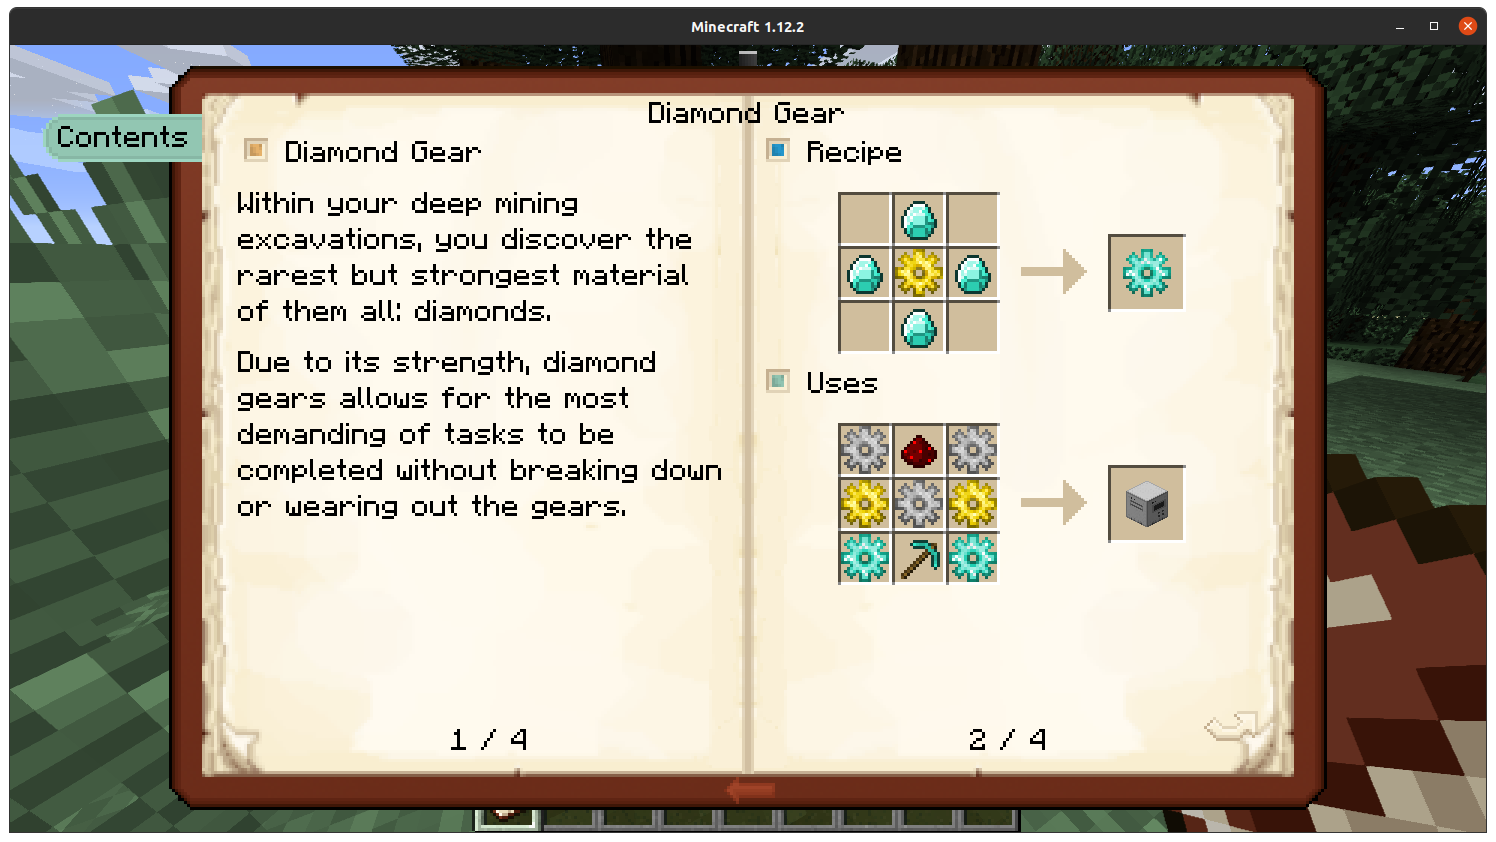 Minecraft 1.12.2
Contents
Diamond Gear
Diamond Gear
Within your deep mining
excavations, you discover the
rarest but strongest material
of them all: diamonds.
Due to its strength, diamond
gears allows for the most
demanding of tasks to be
completed without breaking down
or wearing out the gears.
1 / 4
Recipe
Uses
2 / 4